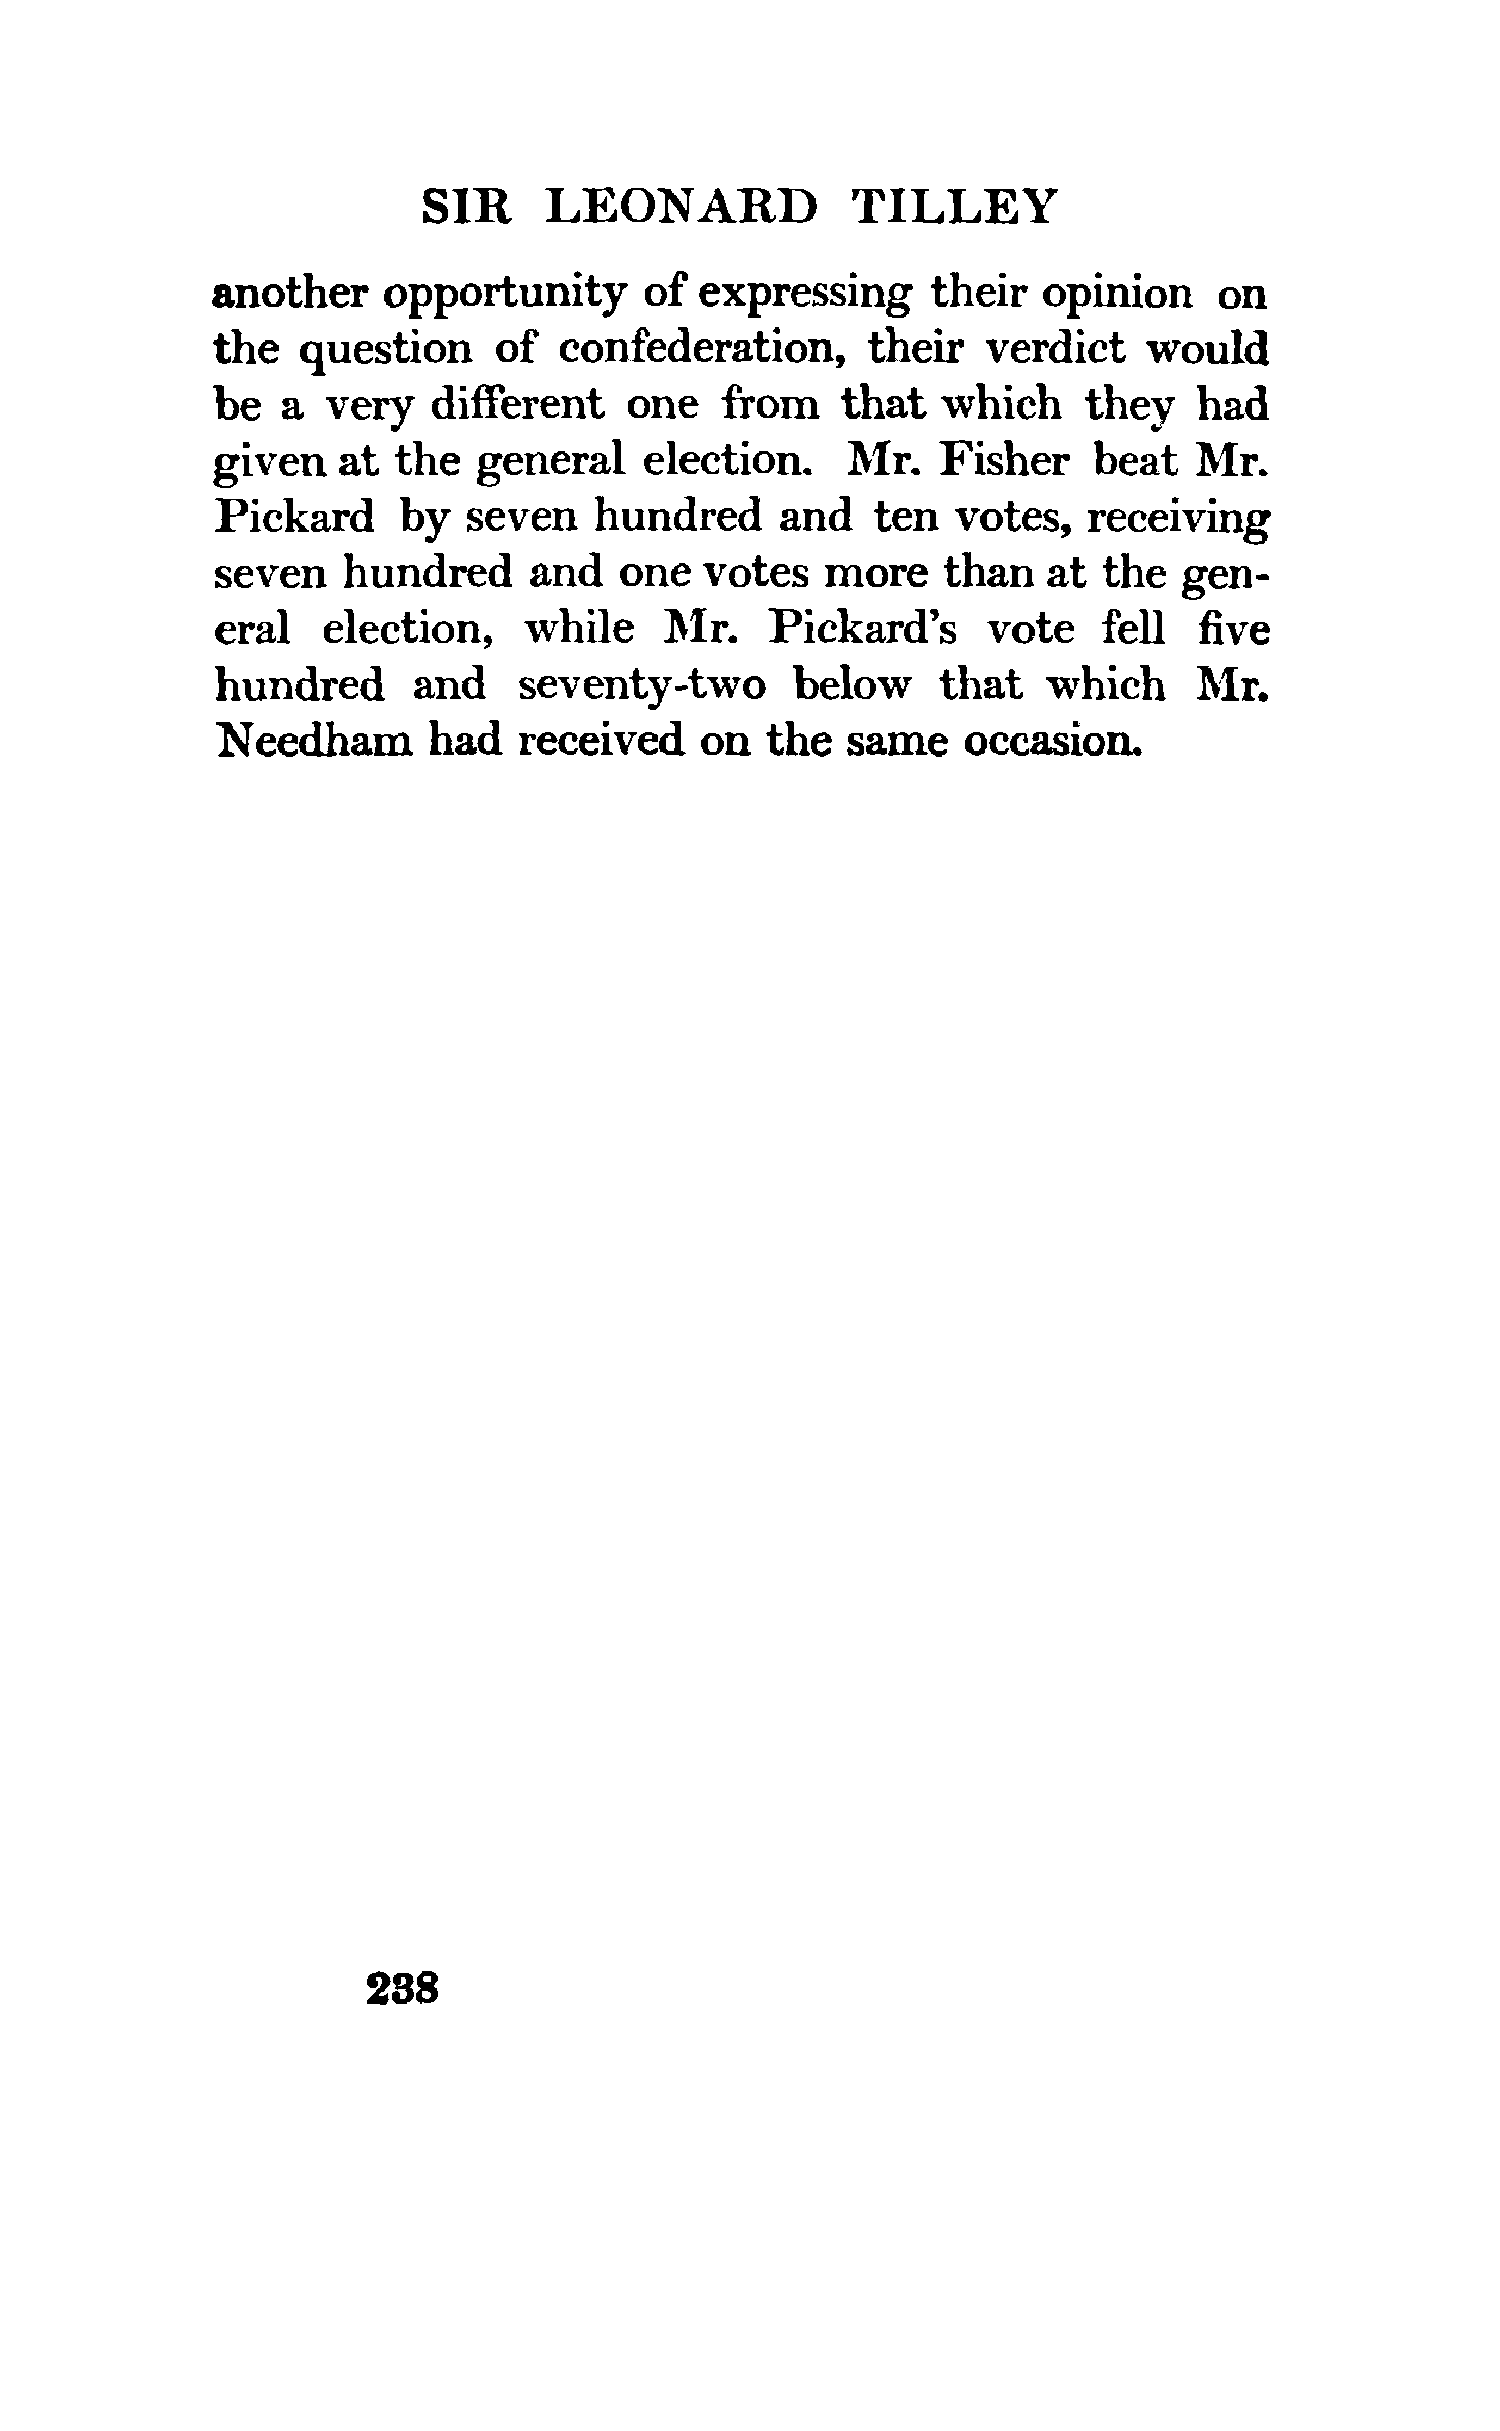 SIR LEONARD TILLEY
another opportunity of expressing their opinion on
the question of confederation, their verdict would
be a very different one from that which they had
given at the general election. Mr. Fisher beat Mr.
Pickard by seven hundred and ten votes, receiving
seven hundred and one votes more than at the gen-
eral election, while Mr. Pickard's vote fell five
hundred and seventy-two below that which Mr.
Needham had received on the same occasion.
238